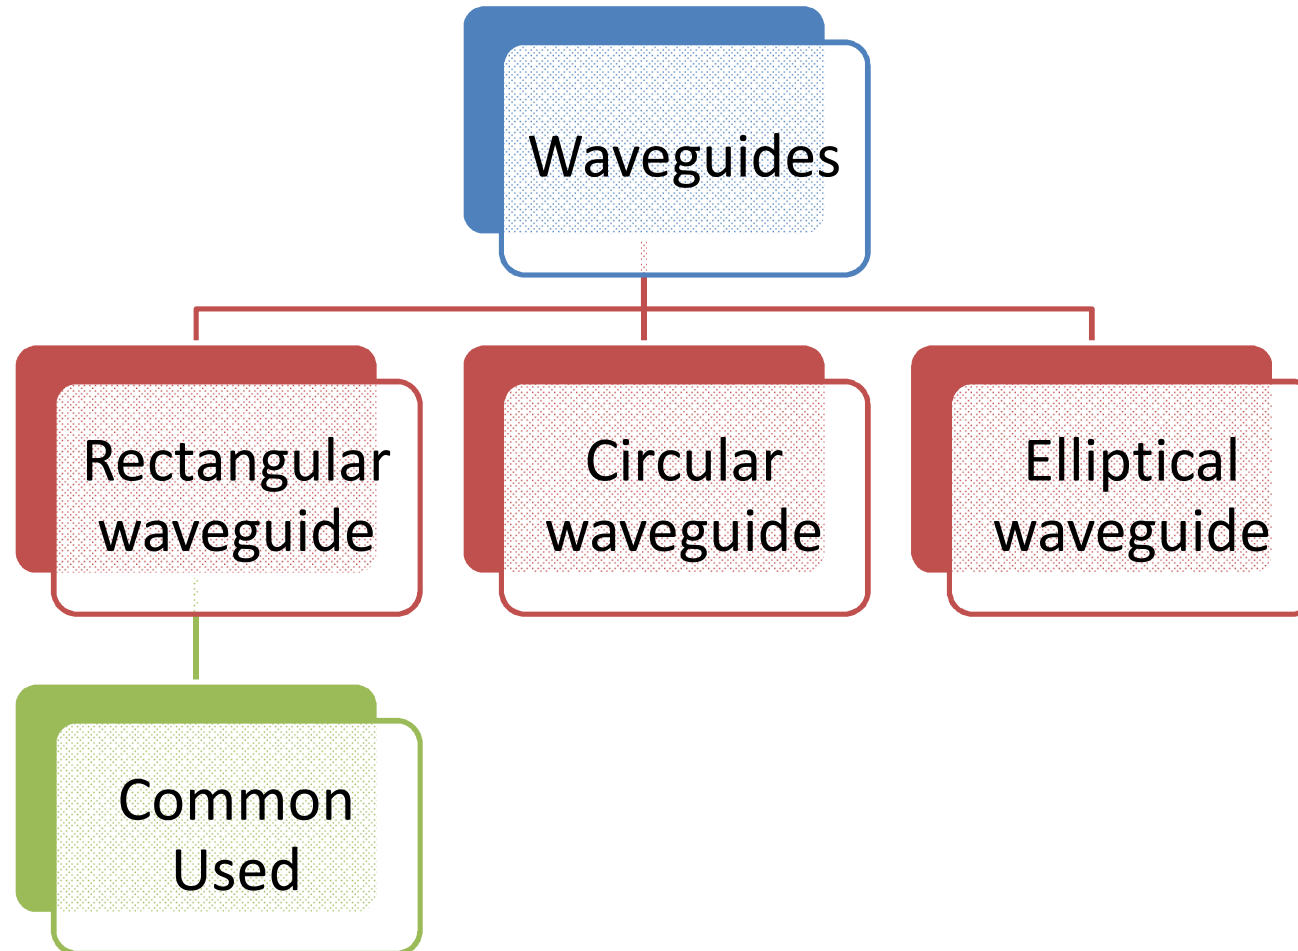 Waveguides
Rectangular
waveguide
Circular
waveguide
Elliptical
waveguide
Common
Used